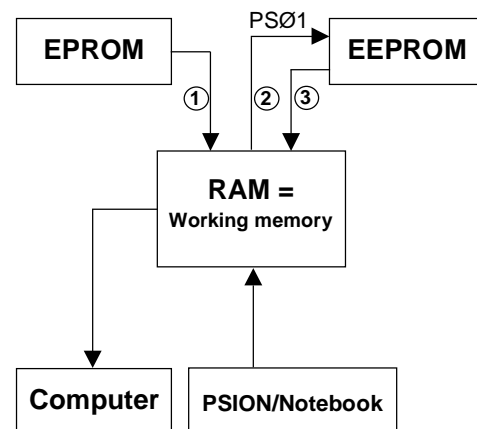 PSØ1
EPROM
EEPROM
①
②
③
RAM =
Working memory
Computer
PSION/Notebook